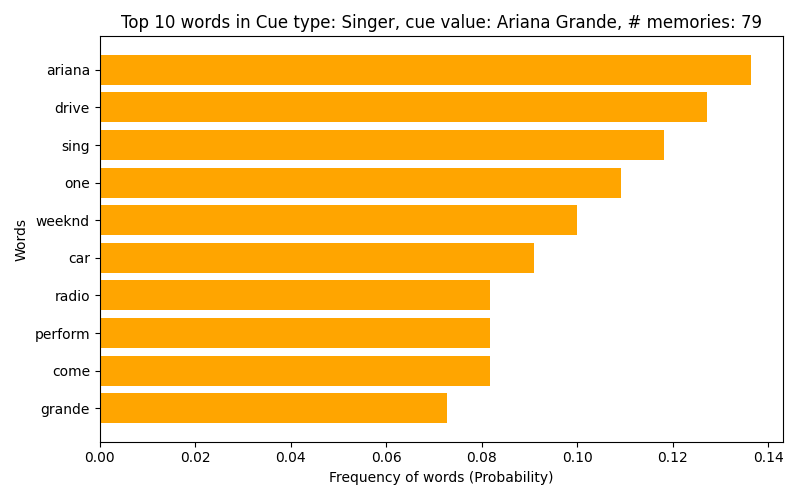 Top 10 words in Cue type: Singer, cue value: Ariana Grande, # memories: 79
ariana
drive
sing
one
weeknd
car
radio
perform
come
grande
Words
0.00 0.02 0.04 0.06 0.08 0.10 0.12 0.14
Frequency of words (Probability)